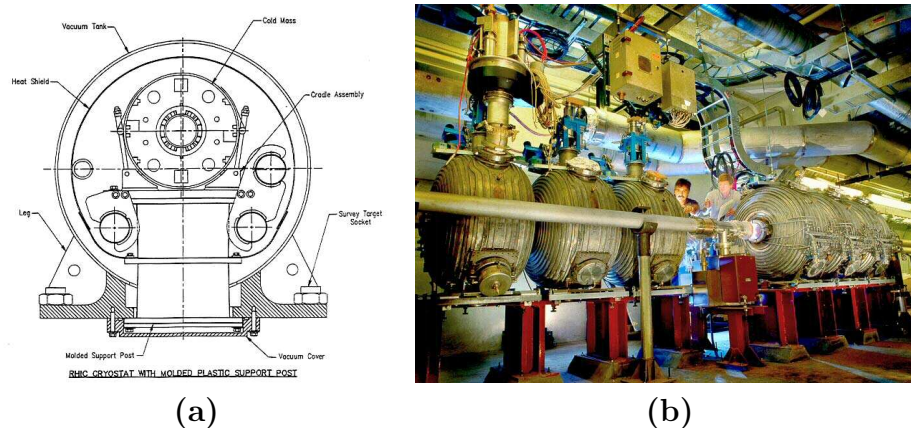 Vacuum Tank
Cold Mass
Heat Shield
Cradle Assembly
Leg
Survey Target
Socket
Molded Support Post
Vacuum Cover
RHIC CRYOSTAT WITH MOLDED PLASTIC SUPPORT POST
(a)
(b)